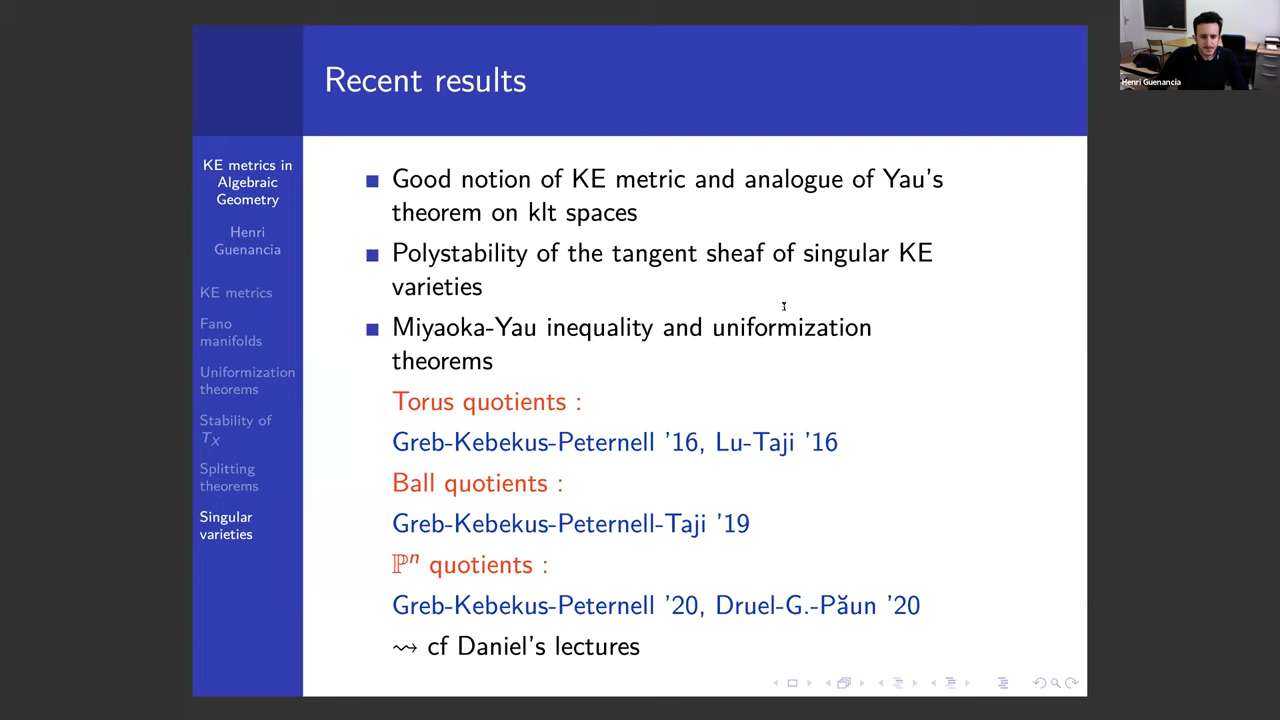 Recent results
KE metrics in
Algebraic
Geometry
Henri
Guenancia
KE metrics
Fano
manifolds
Uniformization
theorems
Stability of
T_X
Splitting
theorems
Singular
varieties
Good notion of KE metric and analogue of Yau's
theorem on klt spaces
Polystability of the tangent sheaf of singular KE
varieties
Miyaoka-Yau inequality and uniformization
theorems
Torus quotients :
Greb-Kebekus-Peternell '16, Lu-Taji '16
Ball quotients :
Greb-Kebekus-Peternell-Taji '19
ℙⁿ quotients :
Greb-Kebekus-Peternell '20, Druel-G.-Păun '20
⇝ cf Daniel's lectures
Henri Guenancia